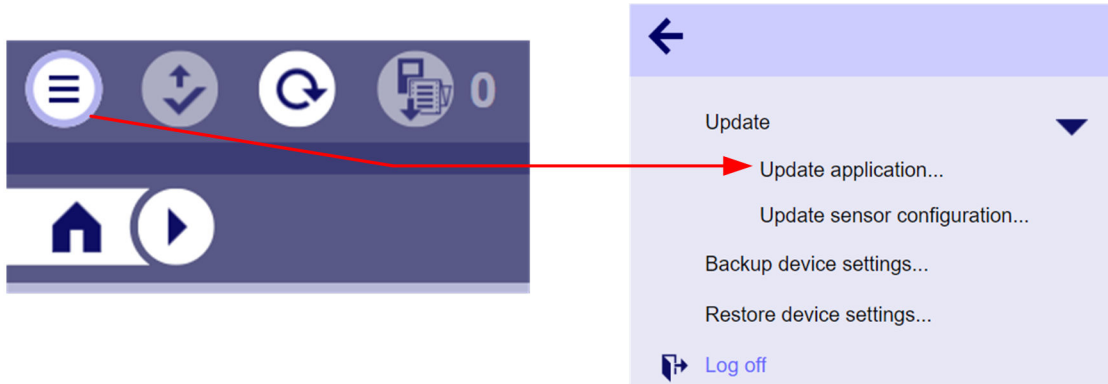 0
Update
Update application...
Update sensor configuration...
Backup device settings...
Restore device settings...
Log off